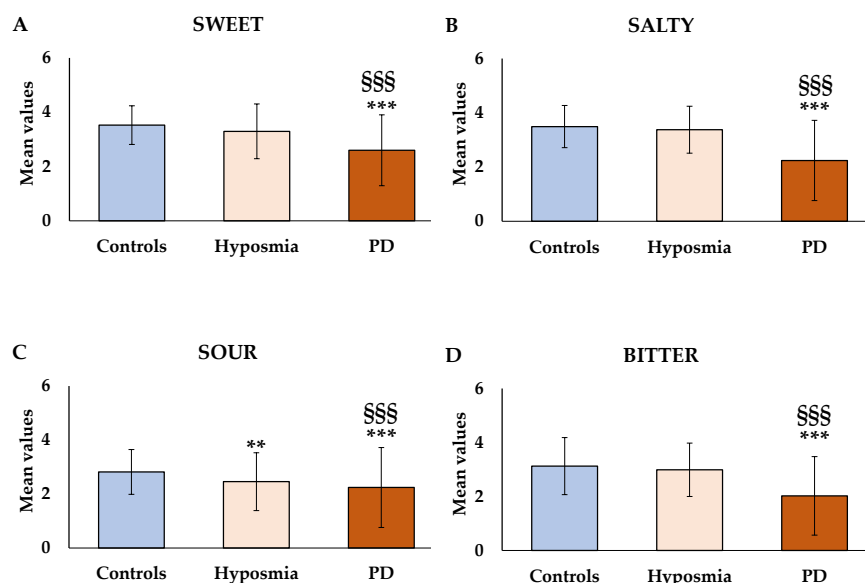 A
SWEET
6
4
2
0
Mean values
§§§
***
Controls
Hyposmia
PD
B
SALTY
6
4
2
0
Mean values
§§§
***
Controls
Hyposmia
PD
C
SOUR
6
4
2
0
Mean values
**
§§§
***
Controls
Hyposmia
PD
D
BITTER
6
4
2
0
Mean values
§§§
***
Controls
Hyposmia
PD